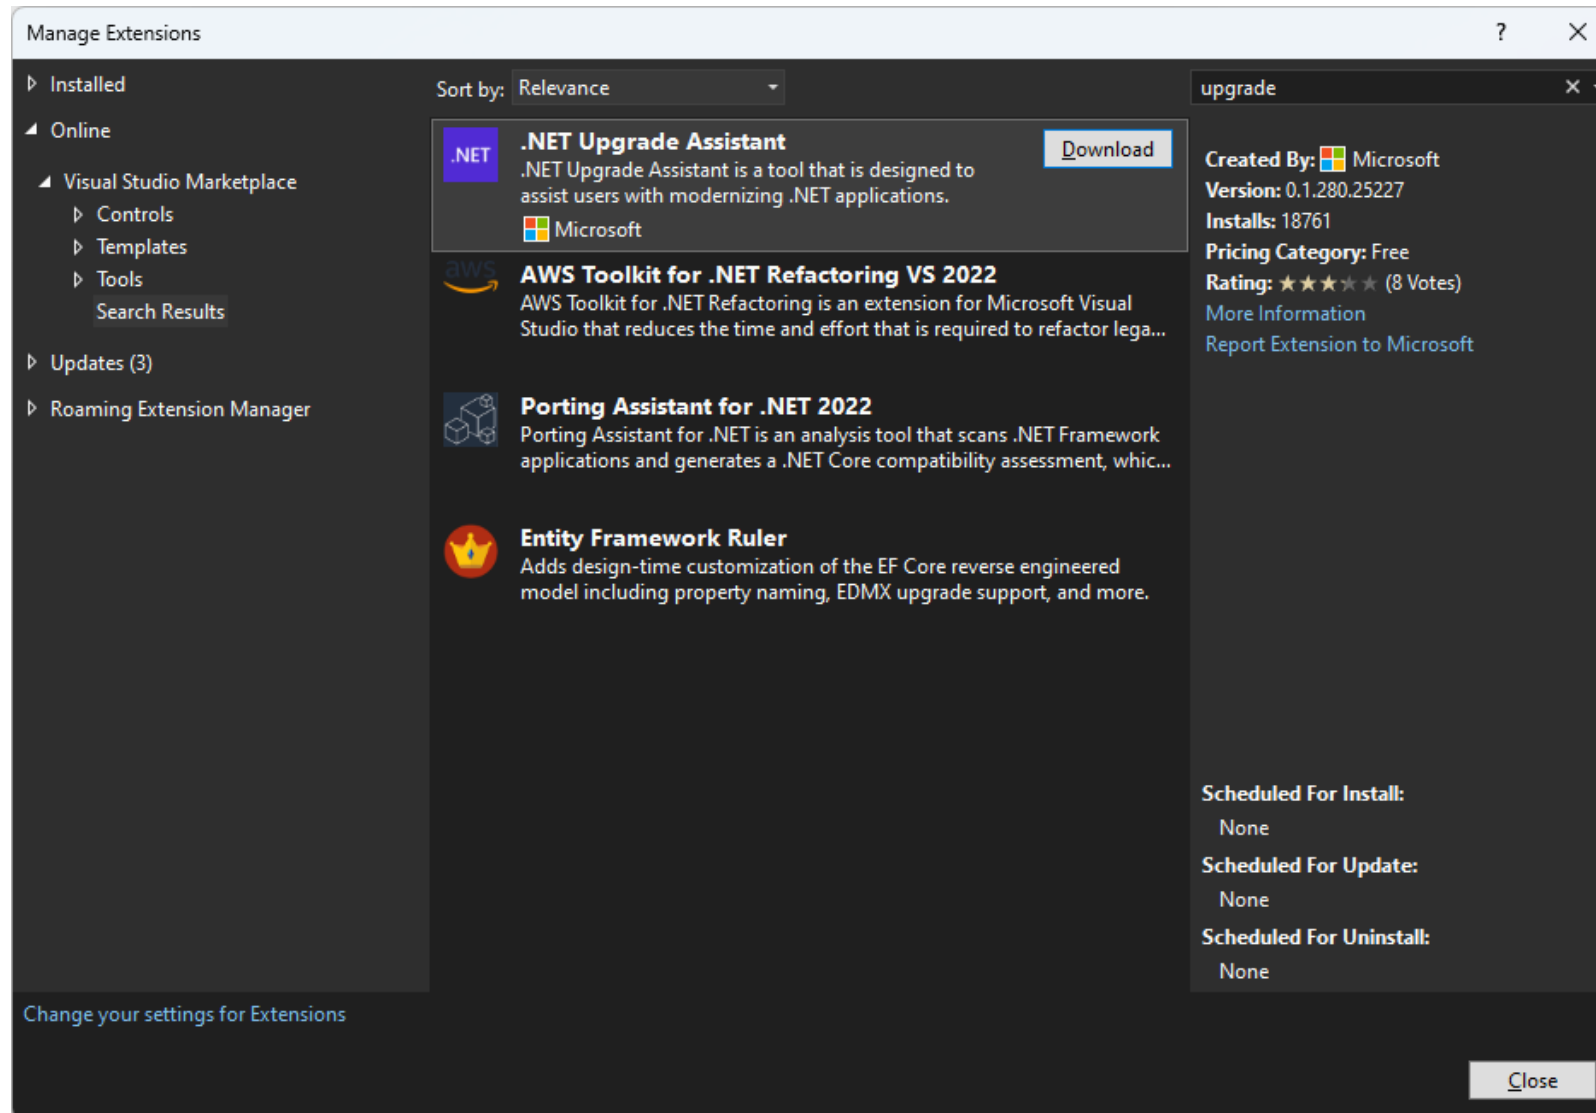 Manage Extensions
?
Installed
Online
Visual Studio Marketplace
Controls
Templates
Tools
Search Results
Updates (3)
Roaming Extension Manager
Change your settings for Extensions
Sort by: Relevance
.NET
.NET Upgrade Assistant
.NET Upgrade Assistant is a tool that is designed to
assist users with modernizing .NET applications.
Microsoft
Download
aws
AWS Toolkit for .NET Refactoring VS 2022
AWS Toolkit for .NET Refactoring is an extension for Microsoft Visual
Studio that reduces the time and effort that is required to refactor lega...
Porting Assistant for .NET 2022
Porting Assistant for .NET is an analysis tool that scans .NET Framework
applications and generates a .NET Core compatibility assessment, whic...
Entity Framework Ruler
Adds design-time customization of the EF Core reverse engineered
model including property naming, EDMX upgrade support, and more.
upgrade
Created By: Microsoft
Version: 0.1.280.25227
Installs: 18761
Pricing Category: Free
Rating: ★★★★★ (8 Votes)
More Information
Report Extension to Microsoft
Scheduled For Install:
None
Scheduled For Update:
None
Scheduled For Uninstall:
None
Close